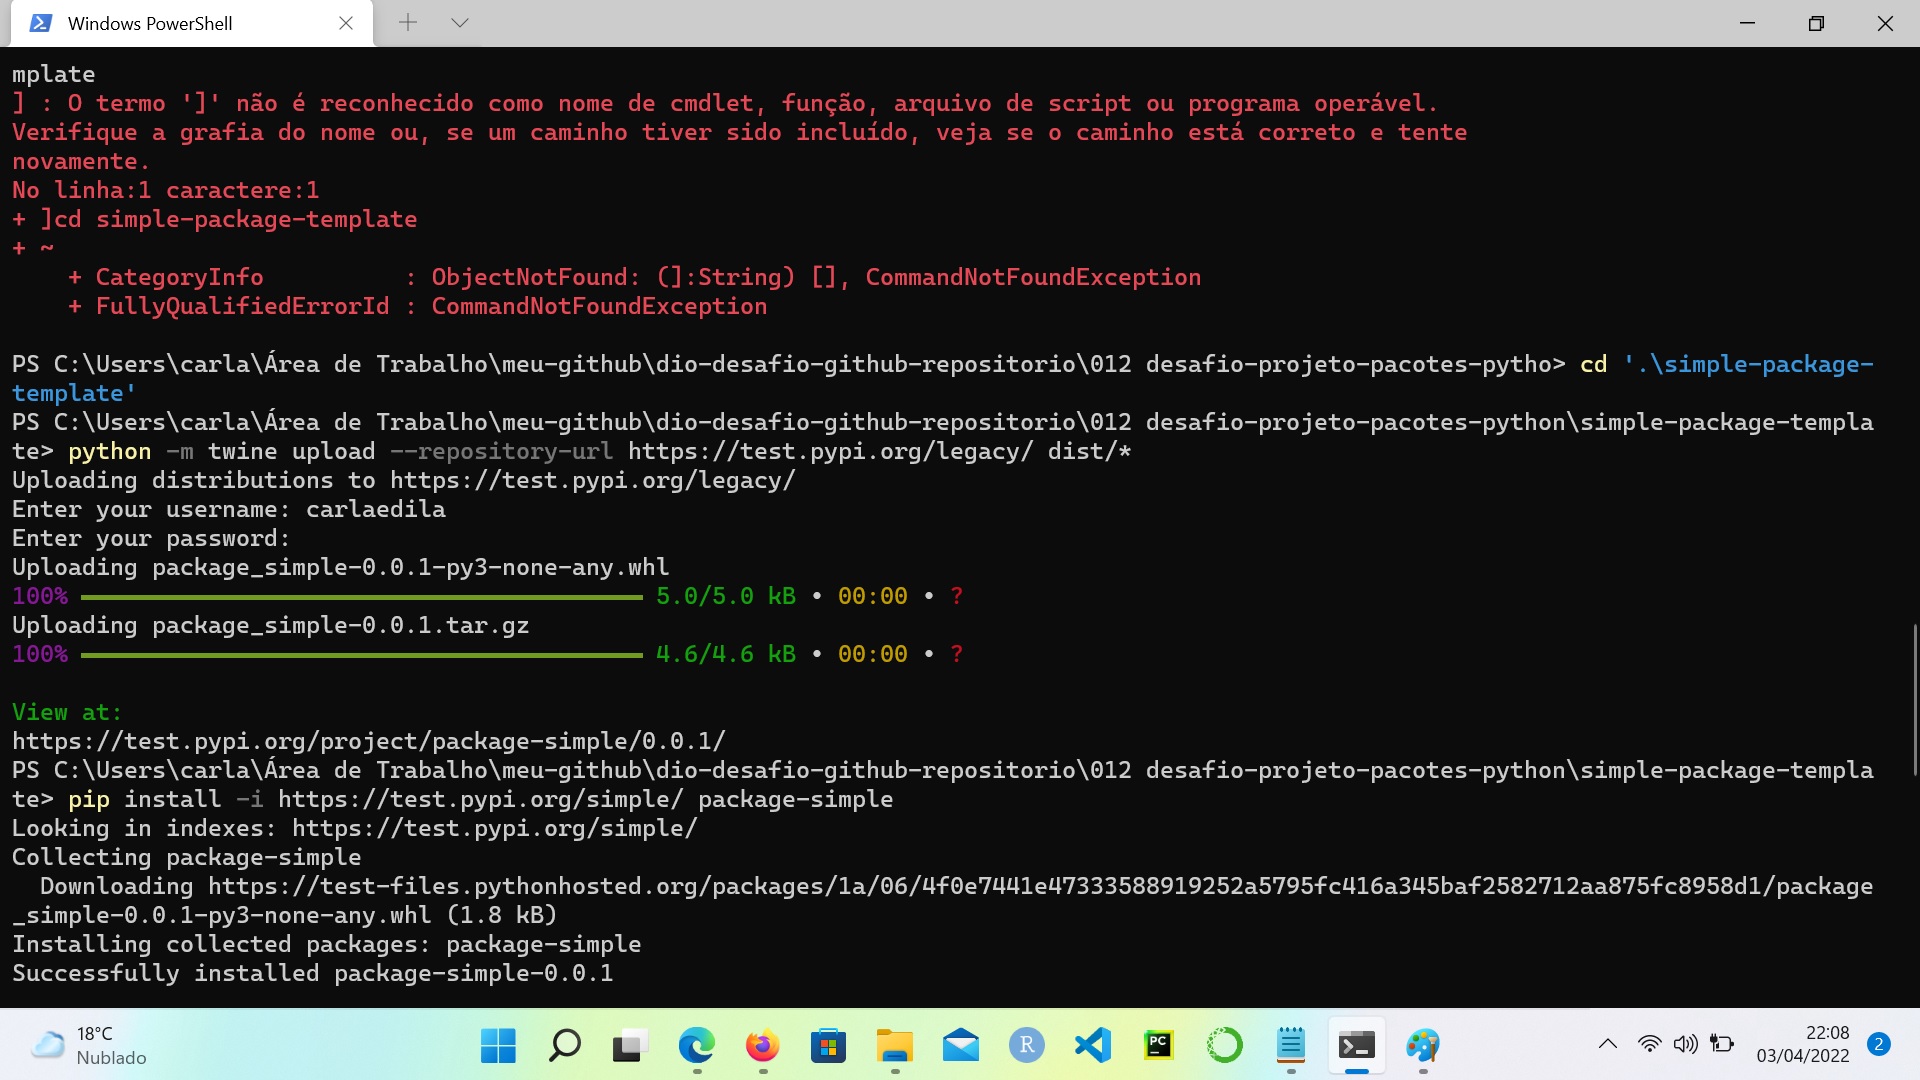 Windows PowerShell
mplate
] : O termo ']' não é reconhecido como nome de cmdlet, função, arquivo de script ou programa operável.
Verifique a grafia do nome ou, se um caminho tiver sido incluído, veja se o caminho está correto e tente
novamente.
No linha:1 caractere:1
+ ]cd simple-package-template
+ ~
    + CategoryInfo          : ObjectNotFound: (]:String) [], CommandNotFoundException
    + FullyQualifiedErrorId : CommandNotFoundException
PS C:\Users\carla\Área de Trabalho\meu-github\dio-desafio-github-repositorio\012 desafio-projeto-pacotes-pytho> cd '.\simple-package-
template'
PS C:\Users\carla\Área de Trabalho\meu-github\dio-desafio-github-repositorio\012 desafio-projeto-pacotes-python\simple-package-templa
te> python -m twine upload --repository-url https://test.pypi.org/legacy/ dist/*
Uploading distributions to https://test.pypi.org/legacy/
Enter your username: carlaedila
Enter your password:
Uploading package_simple-0.0.1-py3-none-any.whl
100% 5.0/5.0 kB • 00:00 • ?
Uploading package_simple-0.0.1.tar.gz
100% 4.6/4.6 kB • 00:00 • ?
View at:
https://test.pypi.org/project/package-simple/0.0.1/
PS C:\Users\carla\Área de Trabalho\meu-github\dio-desafio-github-repositorio\012 desafio-projeto-pacotes-python\simple-package-templa
te> pip install -i https://test.pypi.org/simple/ package-simple
Looking in indexes: https://test.pypi.org/simple/
Collecting package-simple
  Downloading https://test-files.pythonhosted.org/packages/1a/06/4f0e7441e47333588919252a5795fc416a345baf2582712aa875fc8958d1/package
_simple-0.0.1-py3-none-any.whl (1.8 kB)
Installing collected packages: package-simple
Successfully installed package-simple-0.0.1
18°C
Nublado
R
PC
22:08
03/04/2022
2